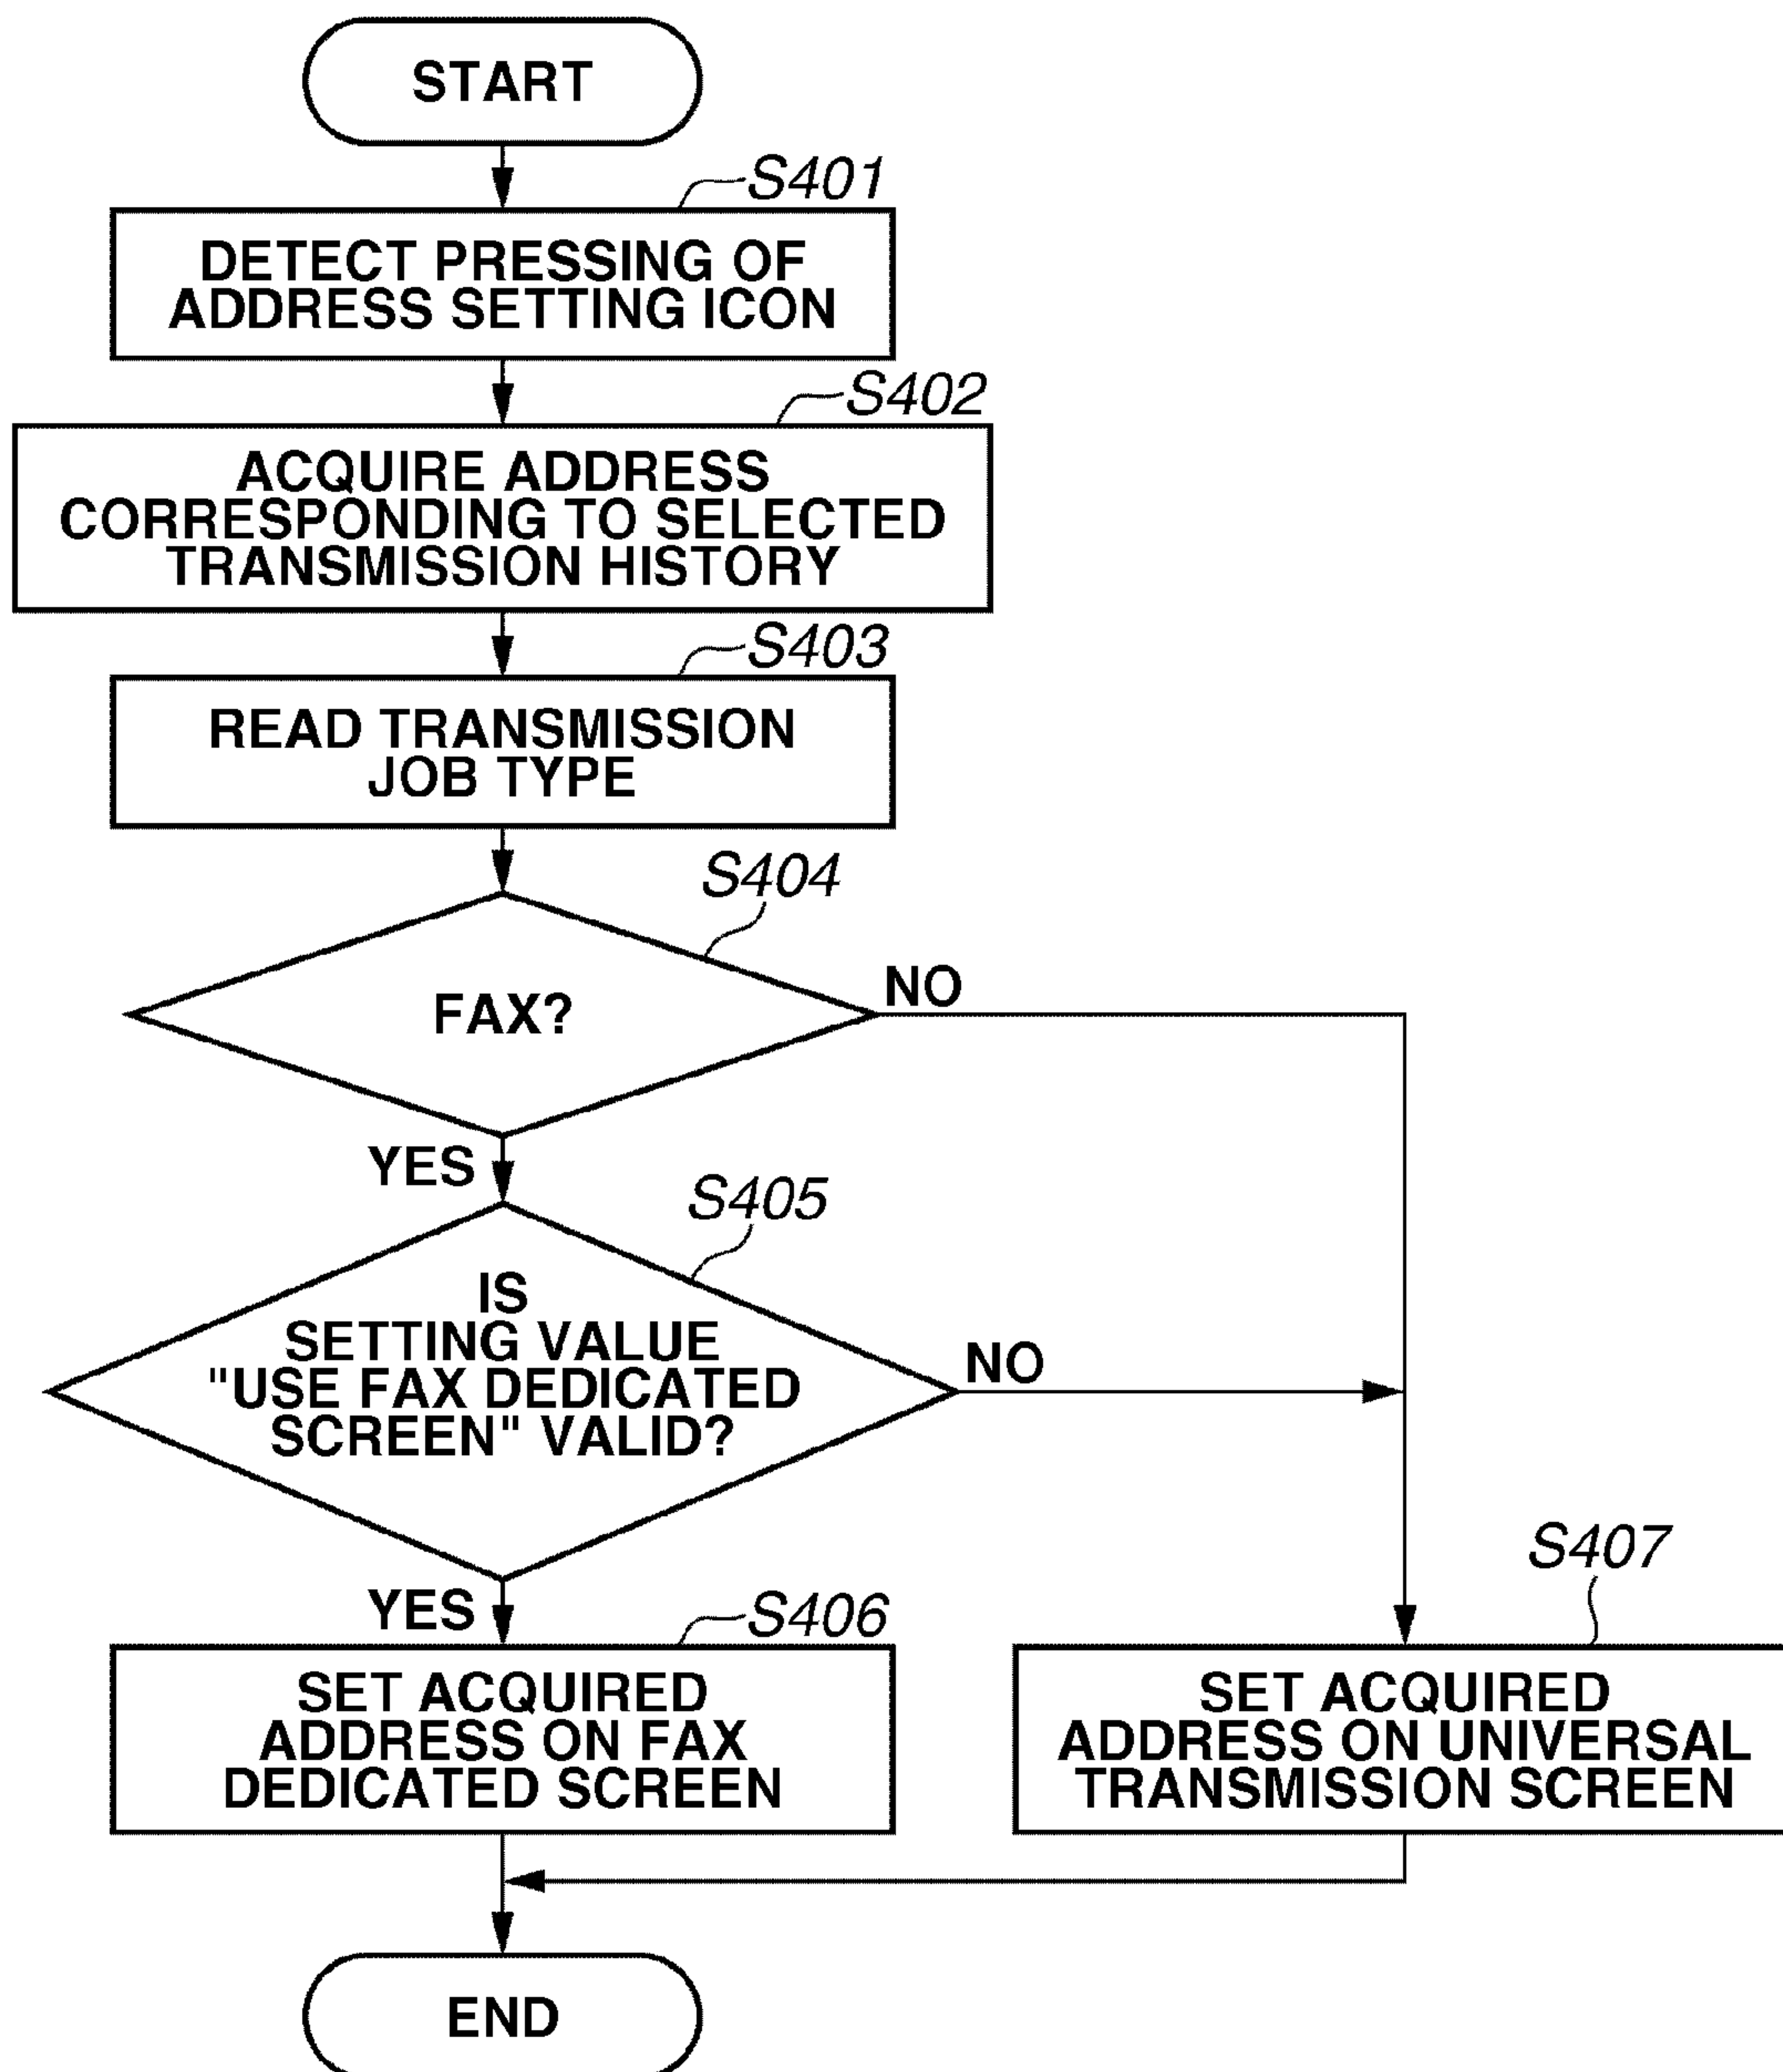 START
S401
DETECT PRESSING OF
ADDRESS SETTING ICON
S402
ACQUIRE ADDRESS
CORRESPONDING TO SELECTED
TRANSMISSION HISTORY
S403
READ TRANSMISSION
JOB TYPE
S404
FAX?
NO
YES
S405
IS
SETTING VALUE
"USE FAX DEDICATED
SCREEN" VALID?
NO
YES
S406
SET ACQUIRED
ADDRESS ON FAX
DEDICATED SCREEN
S407
SET ACQUIRED
ADDRESS ON UNIVERSAL
TRANSMISSION SCREEN
END